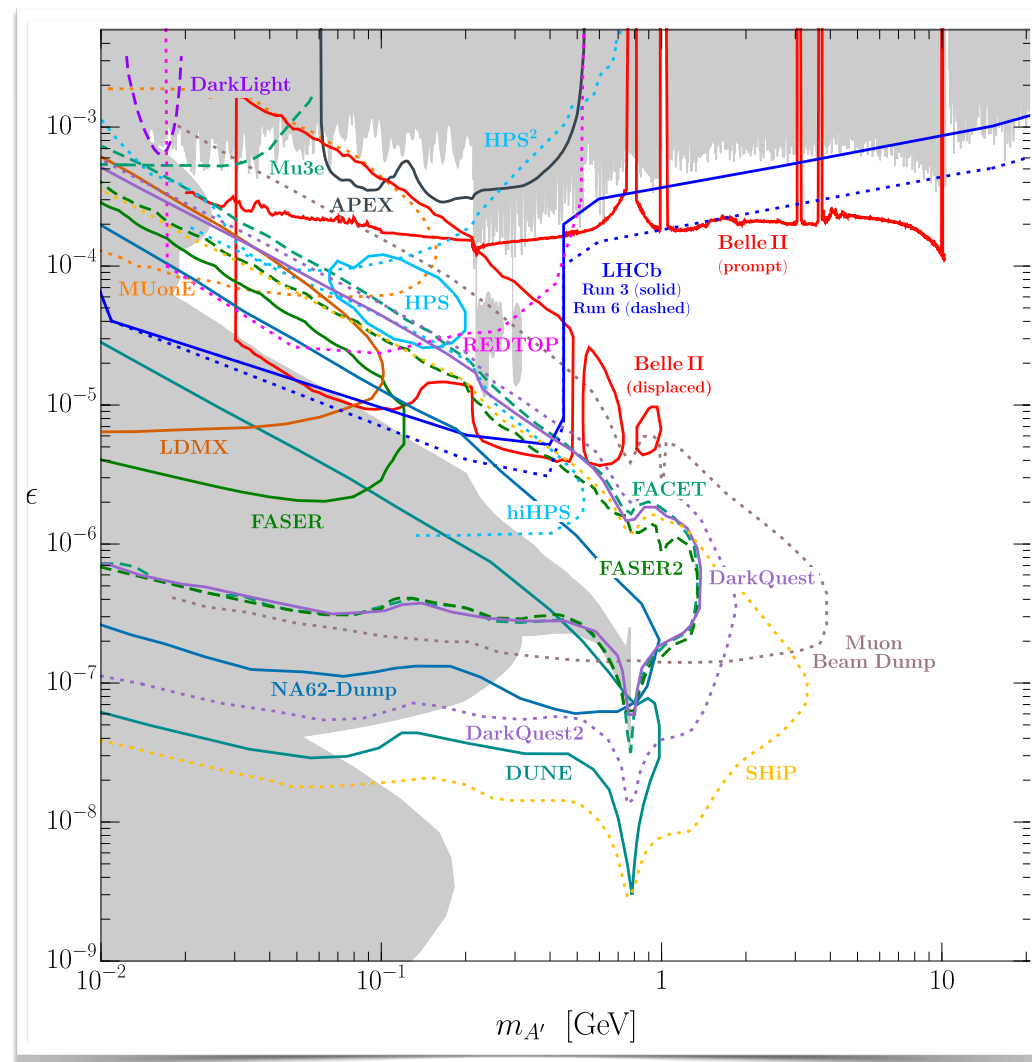 DarkLight
10⁻³
HPS²
Mu3e
APEX
10⁻⁴
MUonE
HPS
LHCb
Run 3 (solid)
Run 6 (dashed)
Belle II
(prompt)
REDTOP
Belle II
(displaced)
10⁻⁵
LDMX
ϵ
FASER
FACET
hiHPS
10⁻⁶
FASER2
DarkQuest
Muon
Beam Dump
10⁻⁷
NA62-Dump
DarkQuest2
DUNE
SHiP
10⁻⁸
10⁻⁹
10⁻² 10⁻¹ 1 10
m_{A′} [GeV]